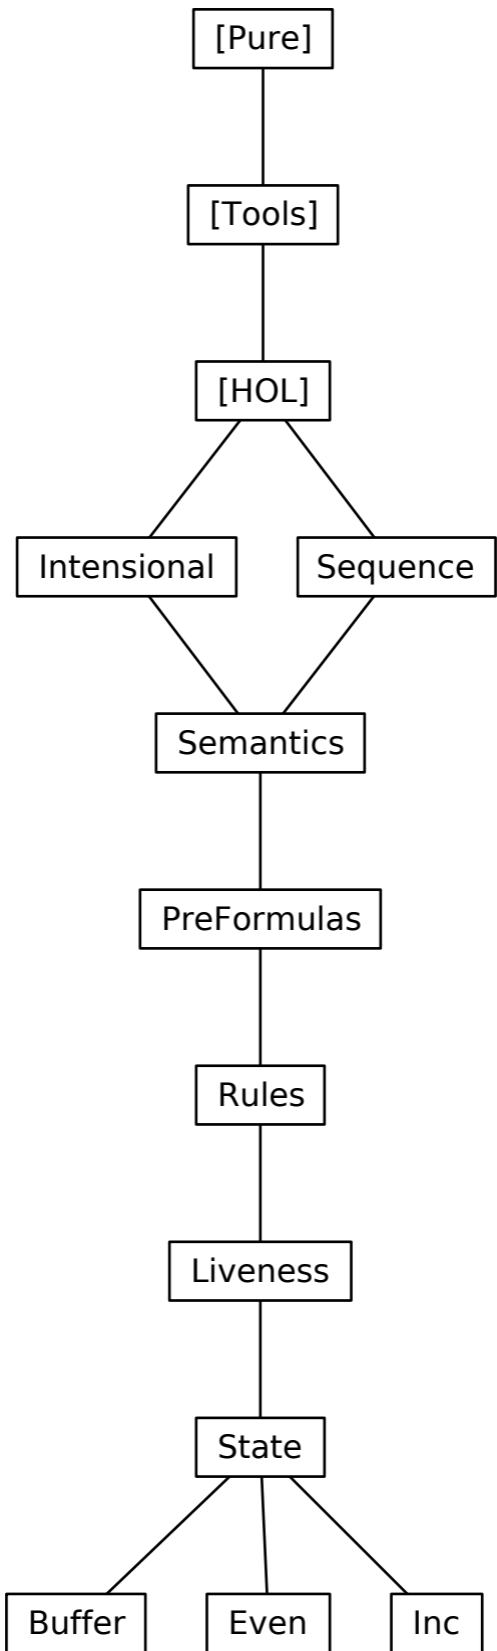 [Pure]
[Tools]
[HOL]
Intensional
Sequence
Semantics
PreFormulas
Rules
Liveness
State
Buffer
Even
Inc